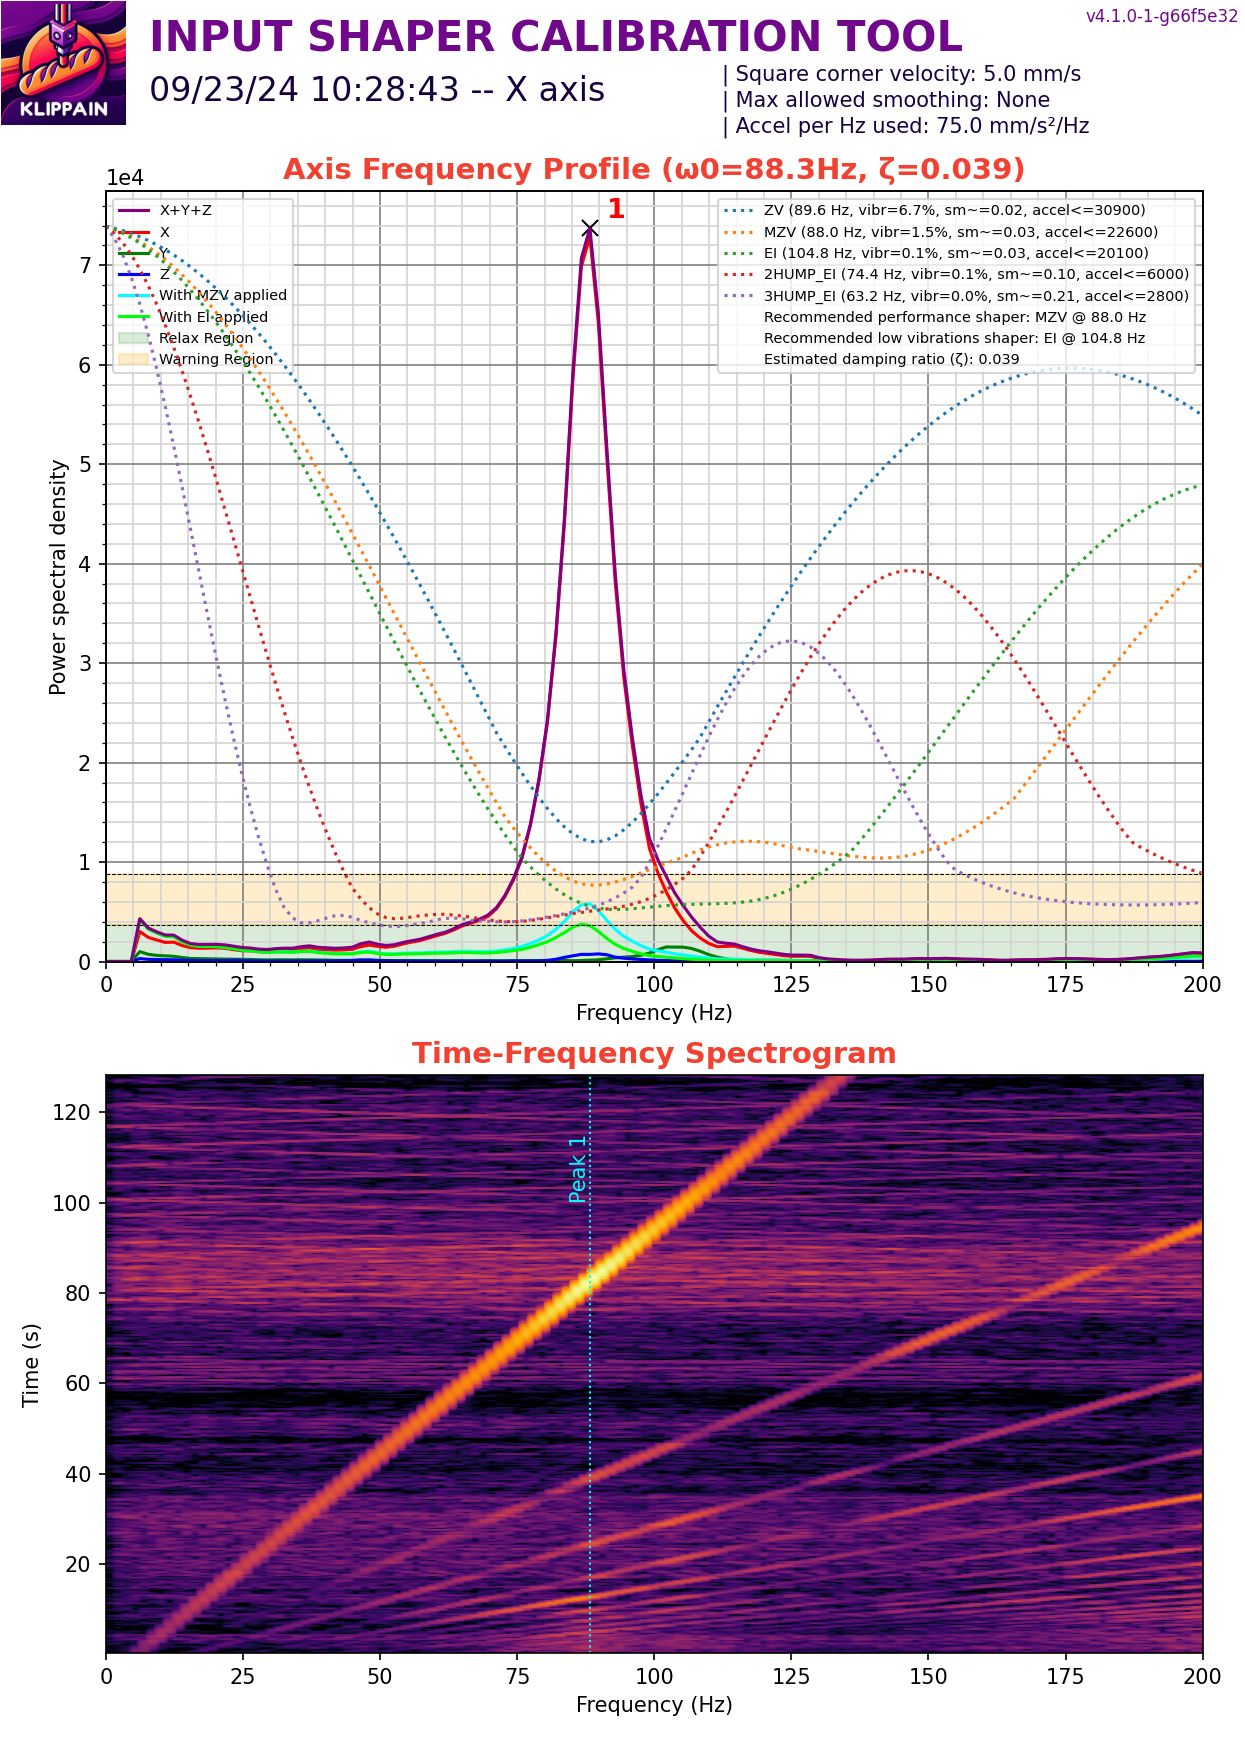 v4.1.0-1-g66f5e32
INPUT SHAPER CALIBRATION TOOL
09/23/24 10:28:43 -- X axis
| Square corner velocity: 5.0 mm/s
| Max allowed smoothing: None
| Accel per Hz used: 75.0 mm/s²/Hz
KLIPPAIN
Axis Frequency Profile (ω0=88.3Hz, ζ=0.039)
1e4
1
X+Y+Z
X
Y
Z
With MZV applied
With EI applied
Relax Region
Warning Region
ZV (89.6 Hz, vibr=6.7%, sm~=0.02, accel<=30900)
MZV (88.0 Hz, vibr=1.5%, sm~=0.03, accel<=22600)
EI (104.8 Hz, vibr=0.1%, sm~=0.03, accel<=20100)
2HUMP_EI (74.4 Hz, vibr=0.1%, sm~=0.10, accel<=6000)
3HUMP_EI (63.2 Hz, vibr=0.0%, sm~=0.21, accel<=2800)
Recommended performance shaper: MZV @ 88.0 Hz
Recommended low vibrations shaper: EI @ 104.8 Hz
Estimated damping ratio (ζ): 0.039
Power spectral density
7
6
5
4
3
2
1
0
0 25 50 75 100 125 150 175 200
Frequency (Hz)
Time-Frequency Spectrogram
Time (s)
120
100
80
60
40
20
Peak 1
0 25 50 75 100 125 150 175 200
Frequency (Hz)